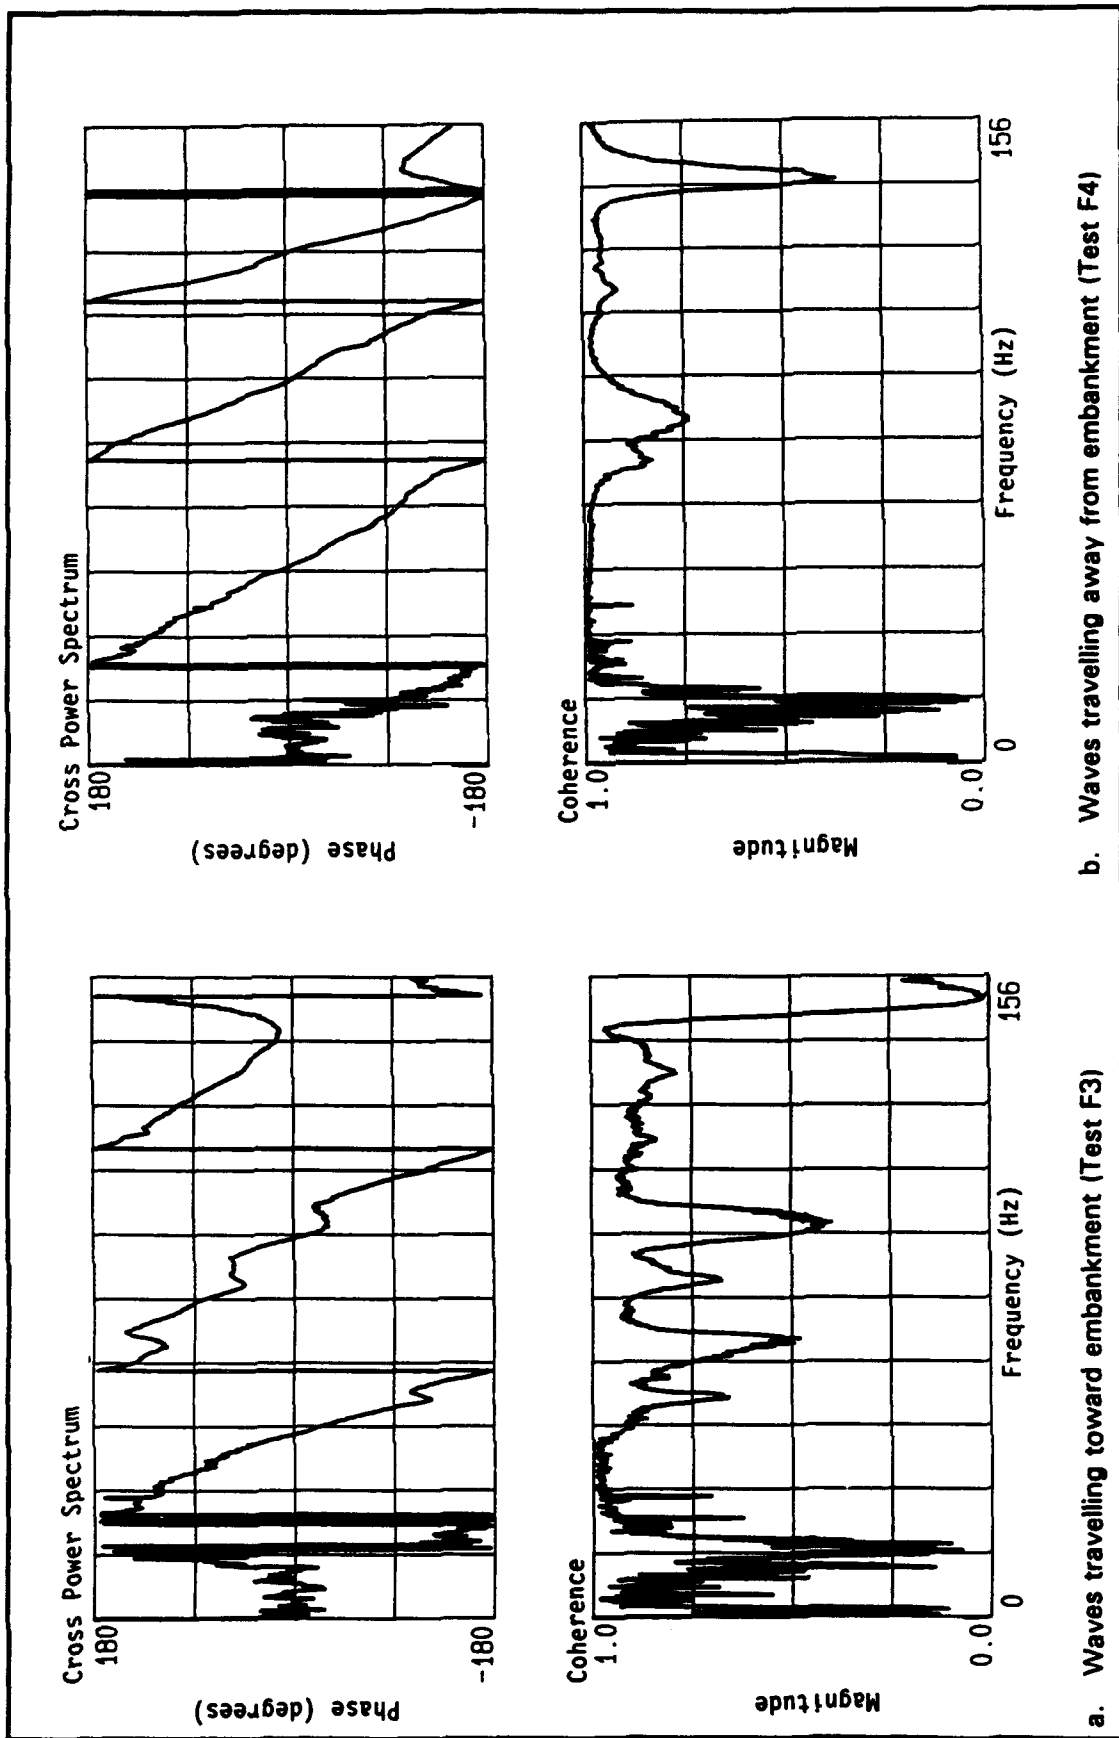 Cross Power Spectrum
180
Phase (degrees)
-180
Coherence
1.0
Magnitude
0.0
0
Frequency (Hz)
156
a. Waves travelling toward embankment (Test F3)
Cross Power Spectrum
180
Phase (degrees)
-180
Coherence
1.0
Magnitude
0.0
0
Frequency (Hz)
156
b. Waves travelling away from embankment (Test F4)